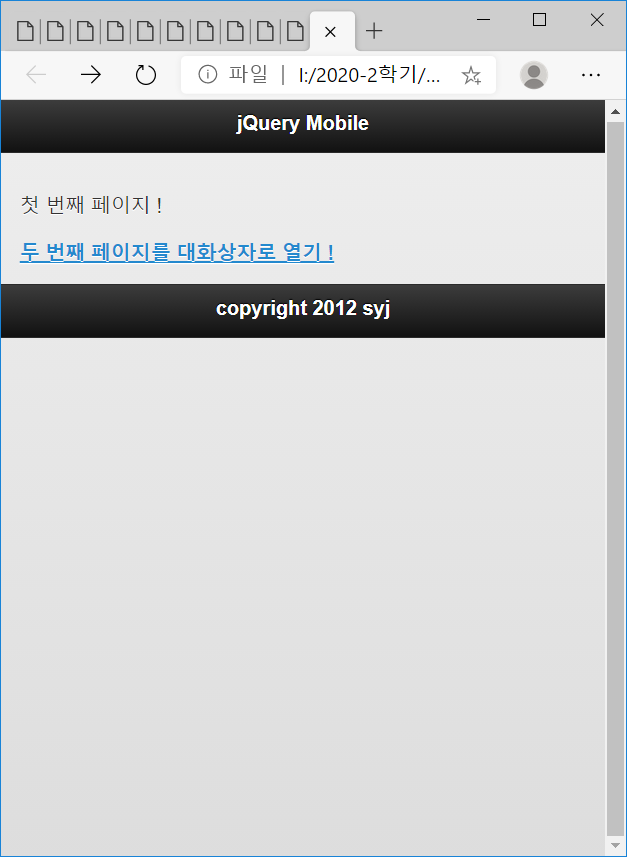 파일 | I:/2020-2학기/...
jQuery Mobile
첫 번째 페이지 !
두 번째 페이지를 대화상자로 열기 !
copyright 2012 syj